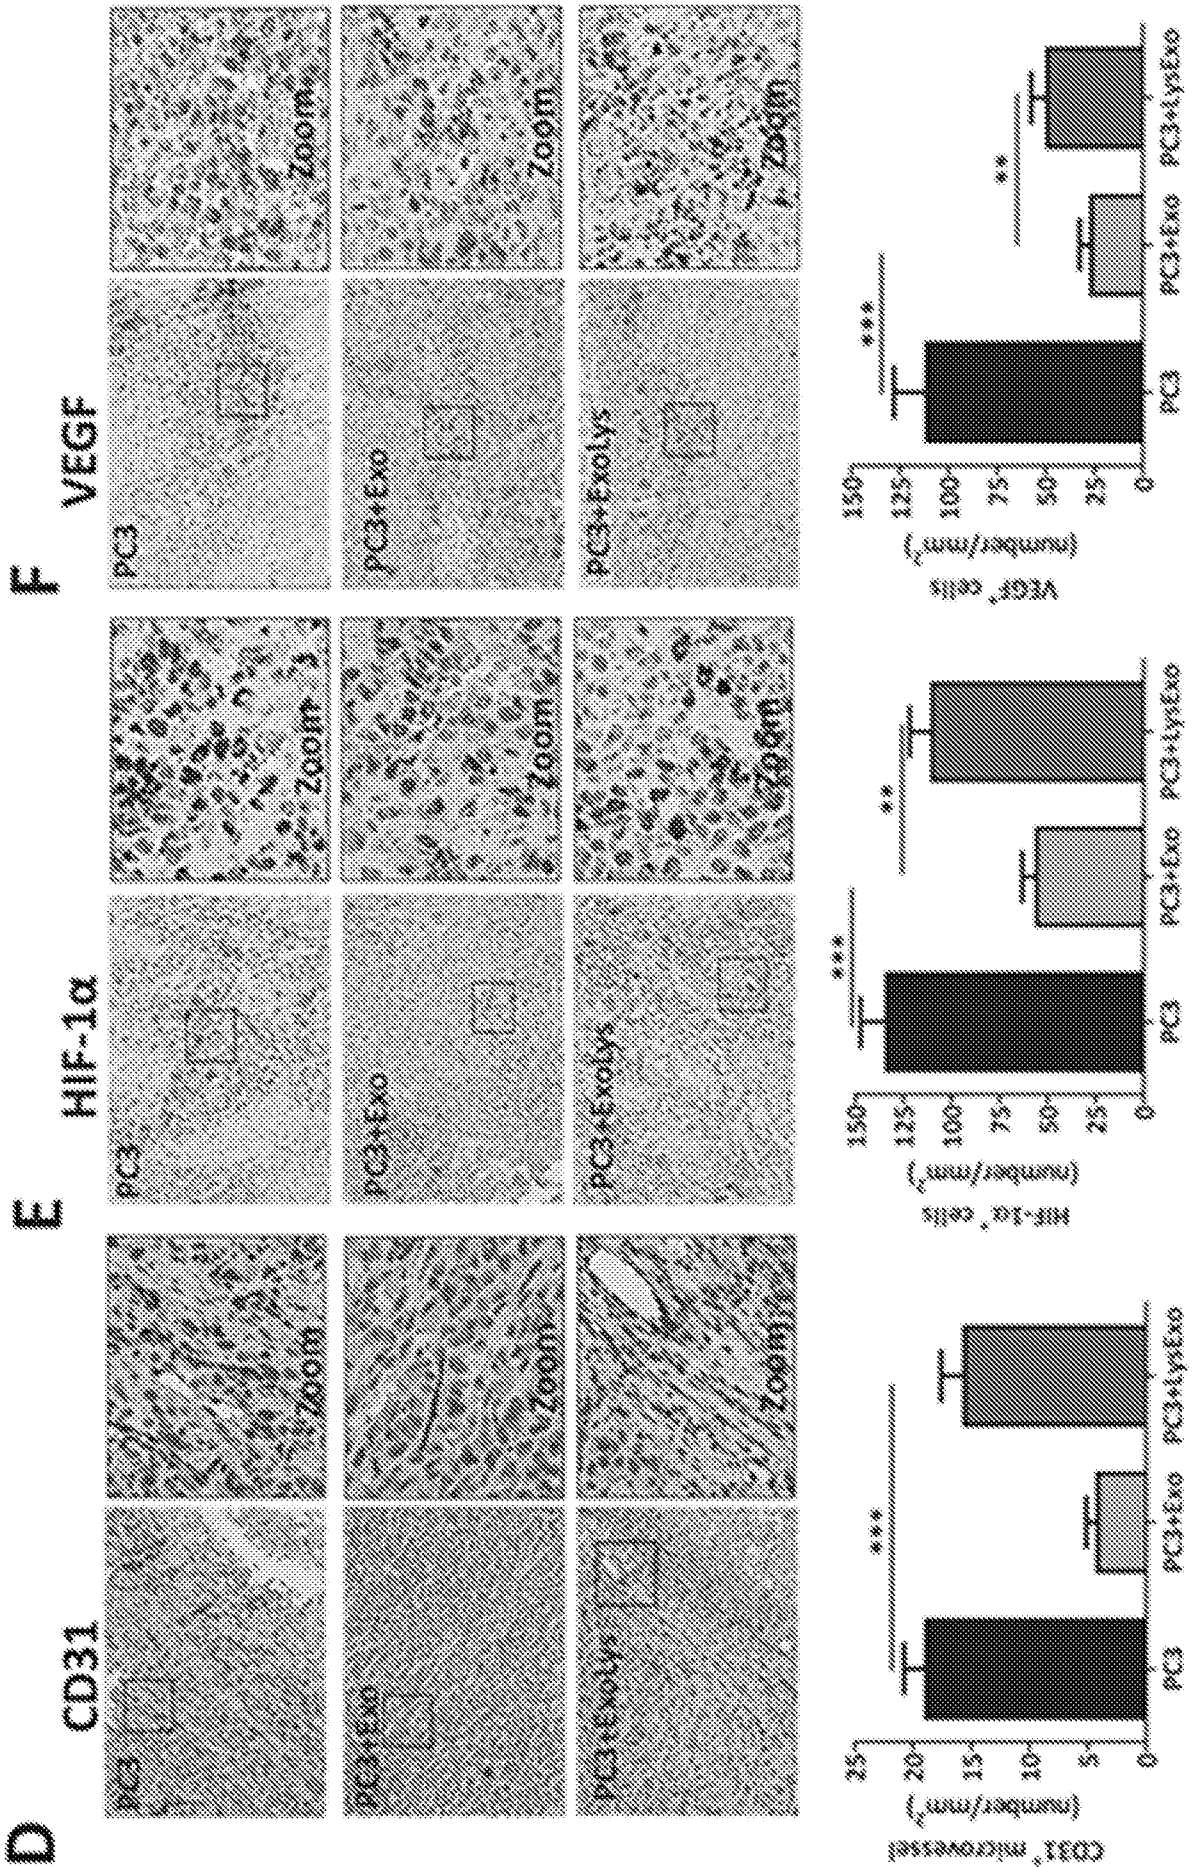 D
CD31
PC3
Zoom
PC3+Exo
Zoom
PC3+ExoLys
Zoom
CD31⁺ microvessel
(number/mm²)
25
20
15
10
5
0
***
PC3
PC3+Exo
PC3+LysExo
E
HIF-1α
PC3
Zoom
PC3+Exo
Zoom
PC3+ExoLys
Zoom
HIF-1α⁺ cells
(number/mm²)
150
125
100
75
50
25
0
***
**
PC3
PC3+Exo
PC3+LysExo
F
VEGF
PC3
Zoom
PC3+Exo
Zoom
PC3+ExoLys
Zoom
VEGF⁺ cells
(number/mm²)
150
125
100
75
50
25
0
***
**
PC3
PC3+Exo
PC3+LysExo